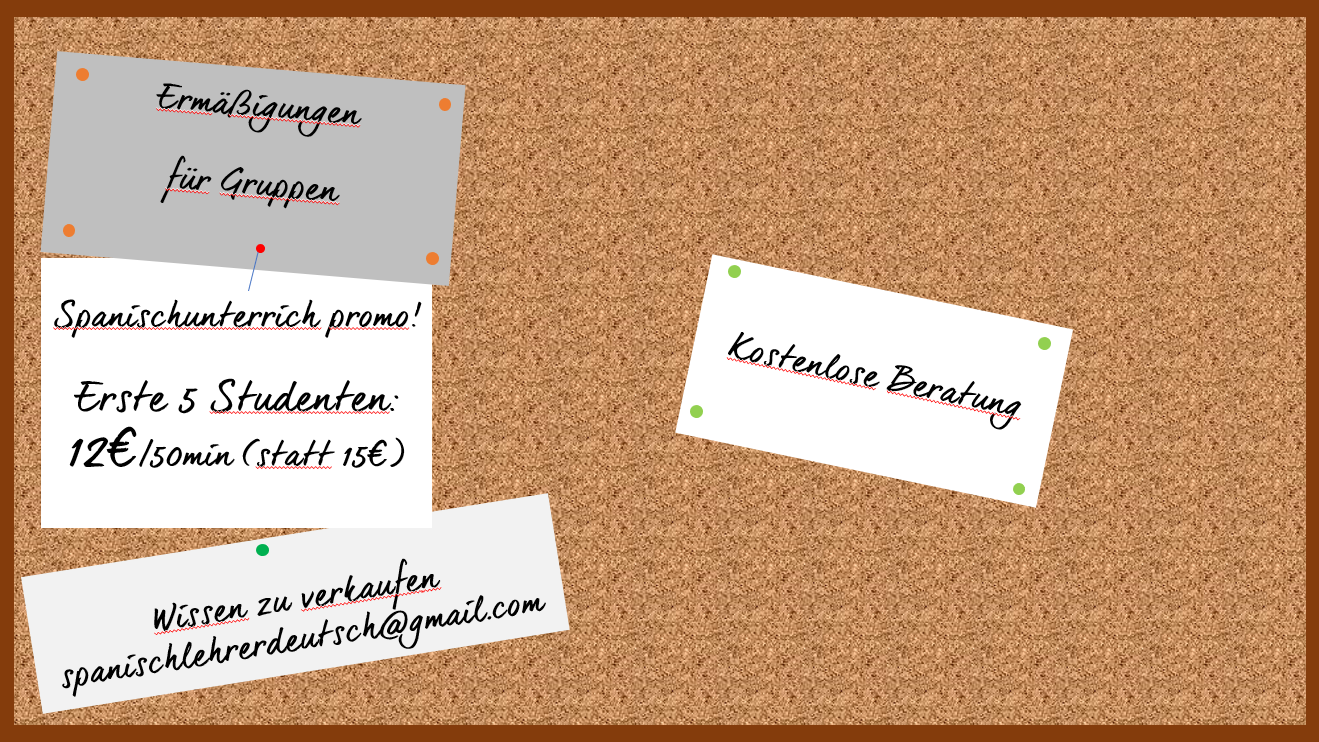 Ermäßigungen
für Gruppen
Spanischunterrich promo!
Erste 5 Studenten:
12€/50min (statt 15€)
Wissen zu verkaufen
spanischlehrerdeutsch@gmail.com
Kostenlose Beratung